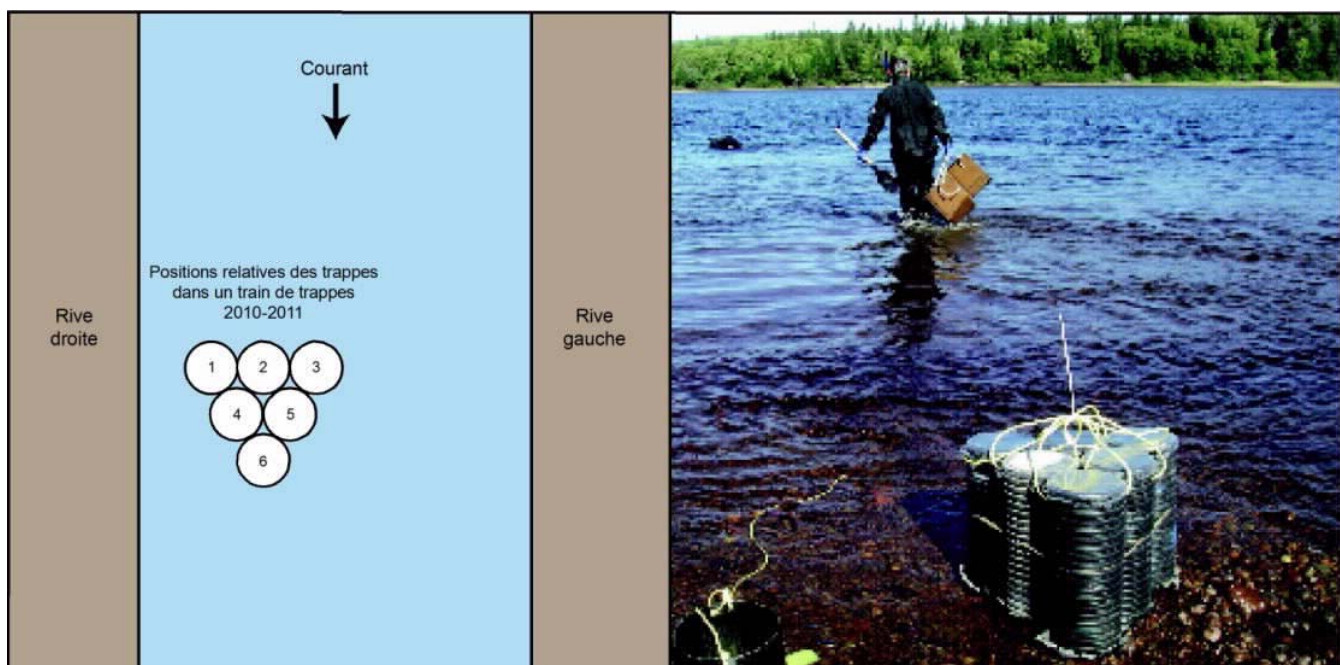 Courant
Positions relatives des trappes
dans un train de trappes
2010-2011
Rive
droite
Rive
gauche
1 2 3
4 5
6